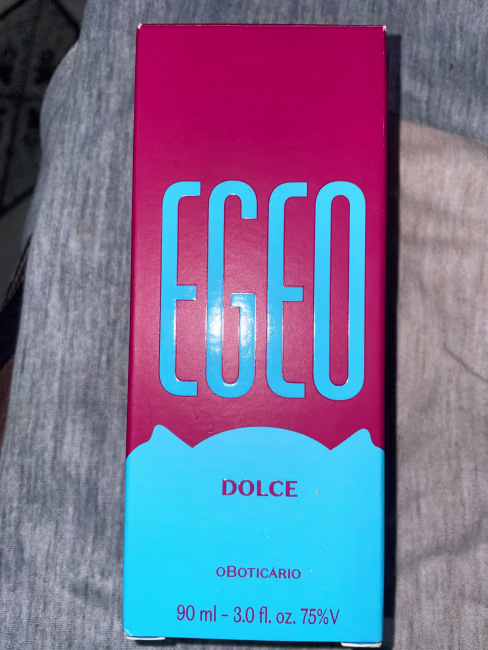 EGEO
DOLCE
oBOTICÁRIO
90 ml - 3.0 fl. oz. 75%V